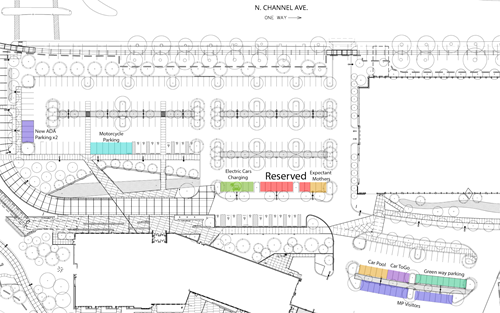 N. CHANNEL AVE.
ONE WAY
New ADA
Parking x2
Motorcycle
Parking
Electric Cars
Charging
Reserved
Expectant
Mothers
Car Pool
Car ToGo
Green way parking
MP Visitors